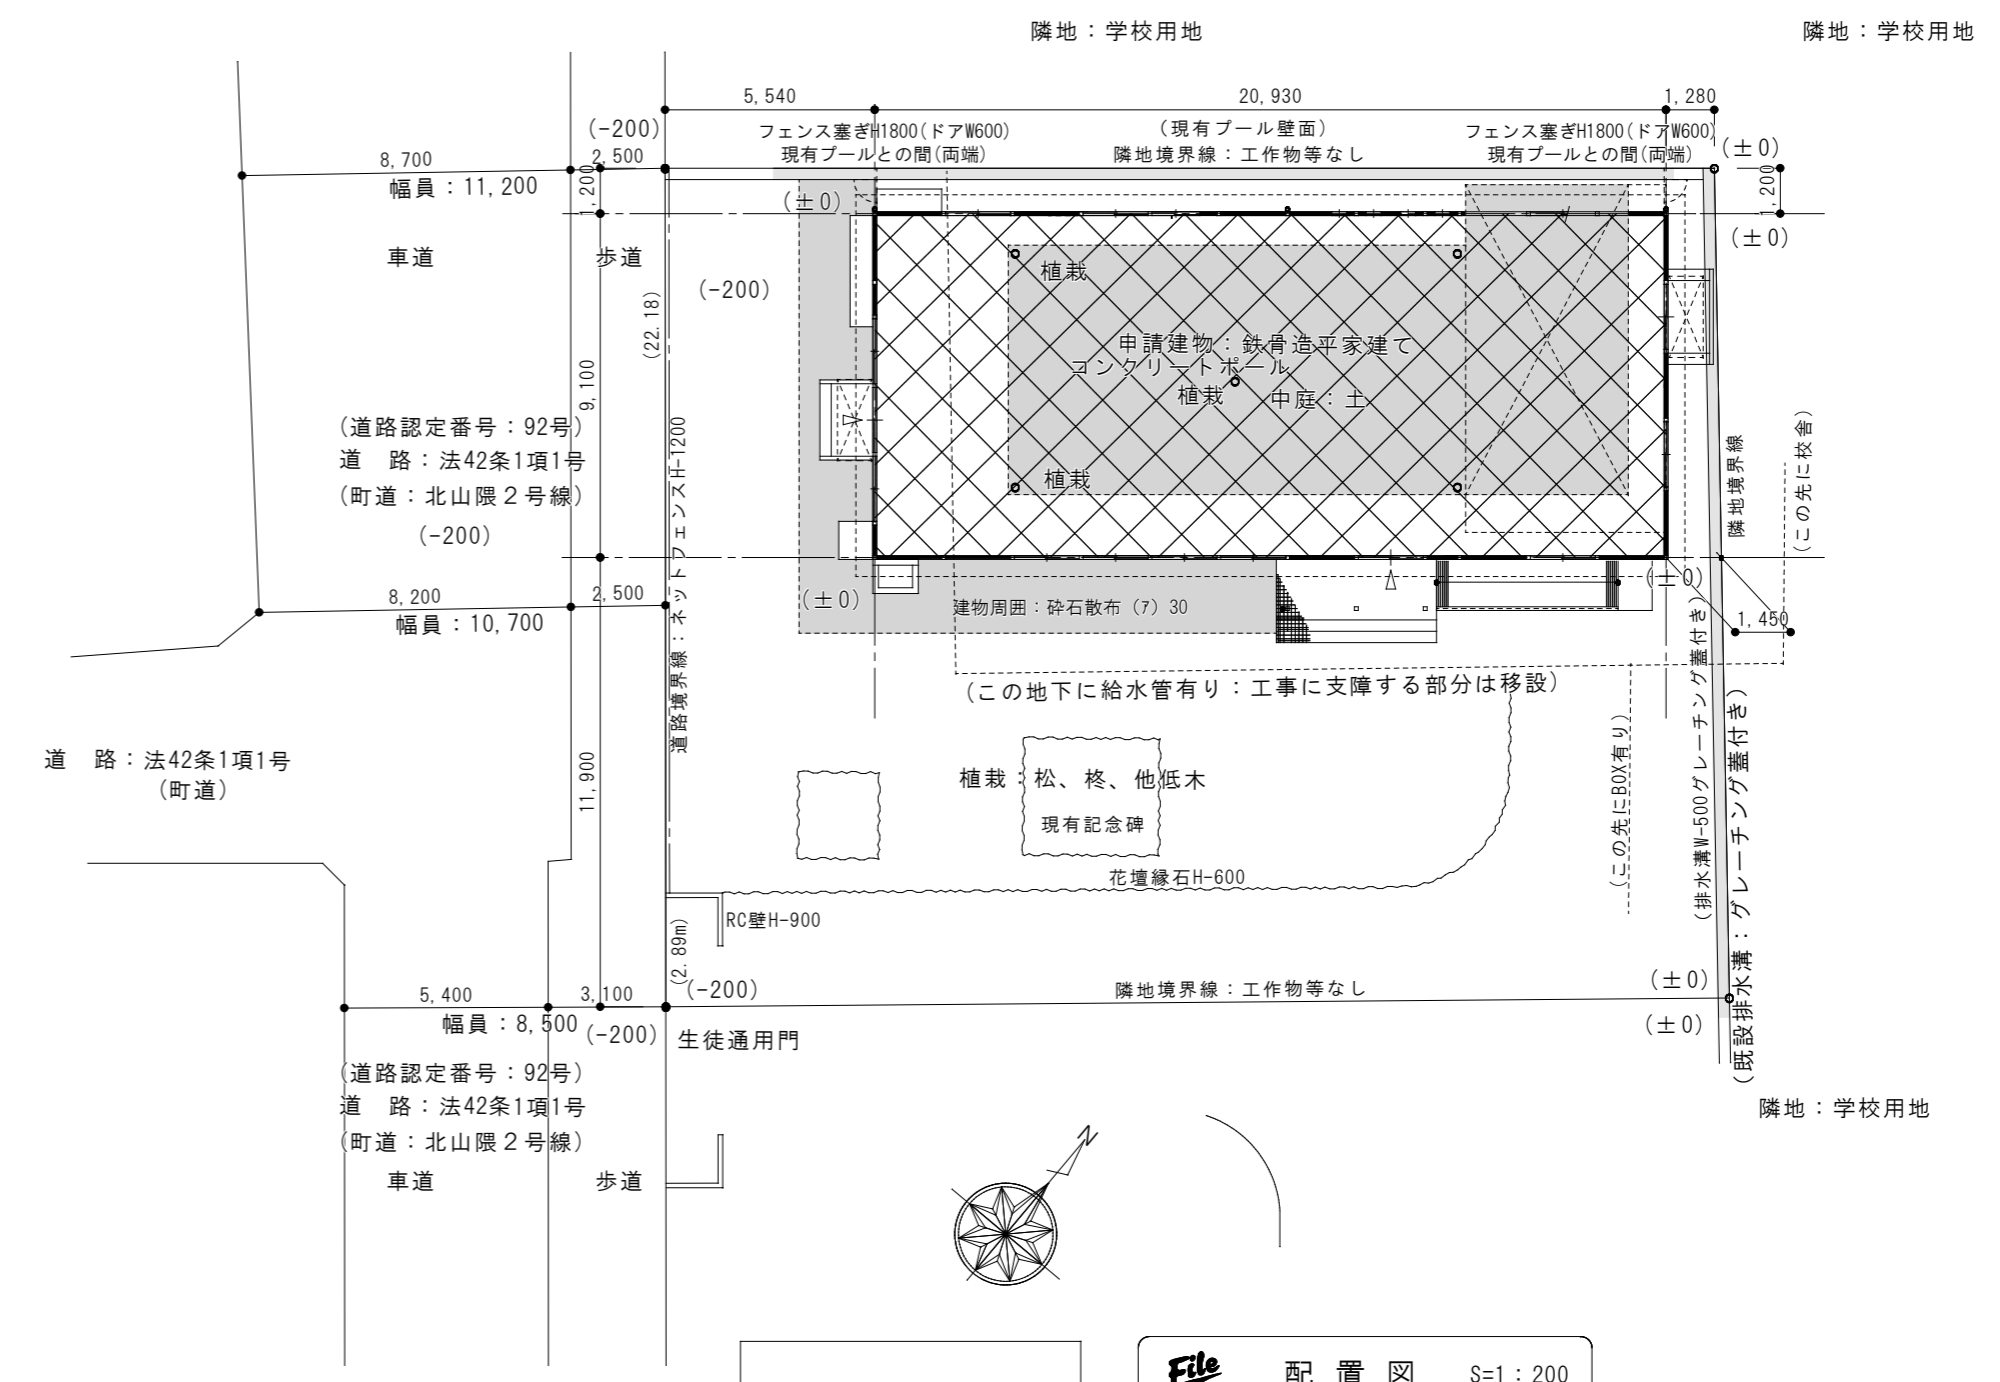 隣地：学校用地
隣地：学校用地
5,540
20,930
1,280
(-200)
フェンス塞ぎH1800(ドアW600)
(現有プール壁面)
フェンス塞ぎH1800(ドアW600)
8,700
2,500
現有プールとの間(両端)
隣地境界線：工作物等なし
現有プールとの間(両端)
(±0)
幅員：11,200
1,200
(±0)
1,200
(±0)
車道
歩道
(-200)
(22.18)
植栽
申請建物：鉄骨造平家建て
コンクリートポール
植栽
中庭：土
9,100
(道路認定番号：92号)
道　路：法42条1項1号
(町道：北山隈２号線)
(-200)
植栽
道路境界線：ネットフェンスH-1200
隣地境界線
(この先に校舎)
8,200
2,500
幅員：10,700
(±0)
建物周囲：砕石散布（ｱ）30
(±0)
1,450
(この地下に給水管有り：工事に支障する部分は移設)
道　路：法42条1項1号
(町道)
11,900
植栽：松、柊、他低木
現有記念碑
花壇縁石H-600
(この先にBOX有り)
(排水溝W-500グレーチング蓋付き)
(既設排水溝：グレーチング蓋付き)
RC壁H-900
(2.89m)
5,400
3,100
(-200)
隣地境界線：工作物等なし
(±0)
幅員：8,500
(-200)
生徒通用門
(±0)
(道路認定番号：92号)
道　路：法42条1項1号
(町道：北山隈２号線)
車道
歩道
隣地：学校用地
N
File
配置図
S=1：200